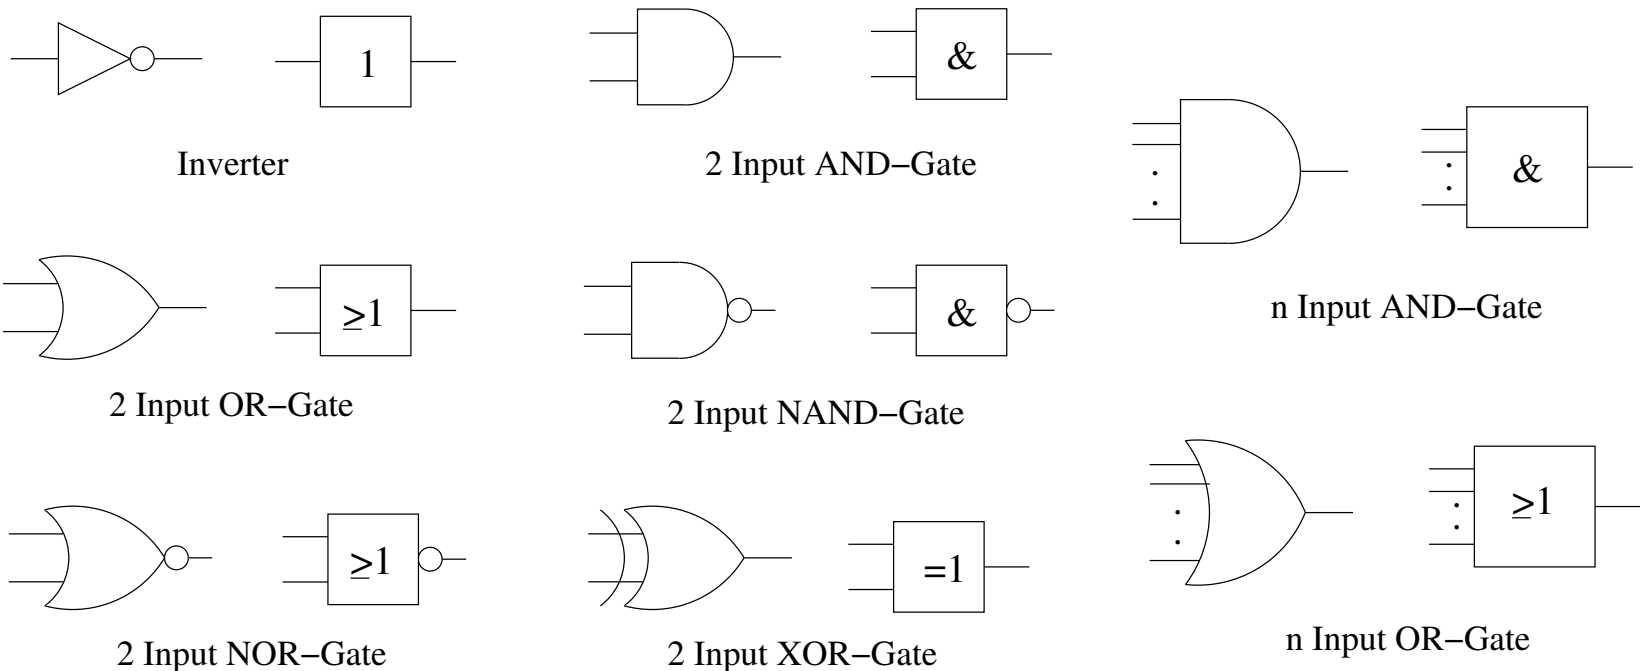 1
&
Inverter
2 Input AND−Gate
&
≥1
&
n Input AND−Gate
2 Input OR−Gate
2 Input NAND−Gate
≥1
=1
≥1
2 Input NOR−Gate
2 Input XOR−Gate
n Input OR−Gate